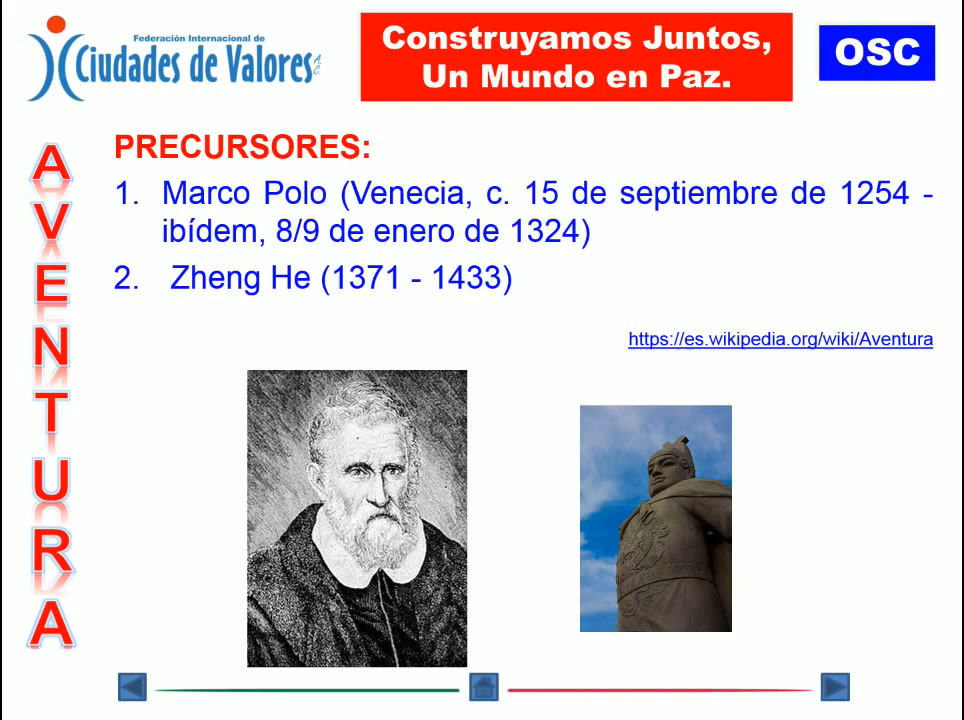 Federación Internacional de
Ciudades de Valores A.C.
Construyamos Juntos,
Un Mundo en Paz.
OSC
AVENTURA
PRECURSORES:
1. Marco Polo (Venecia, c. 15 de septiembre de 1254 -
ibídem, 8/9 de enero de 1324)
2. Zheng He (1371 - 1433)
https://es.wikipedia.org/wiki/Aventura